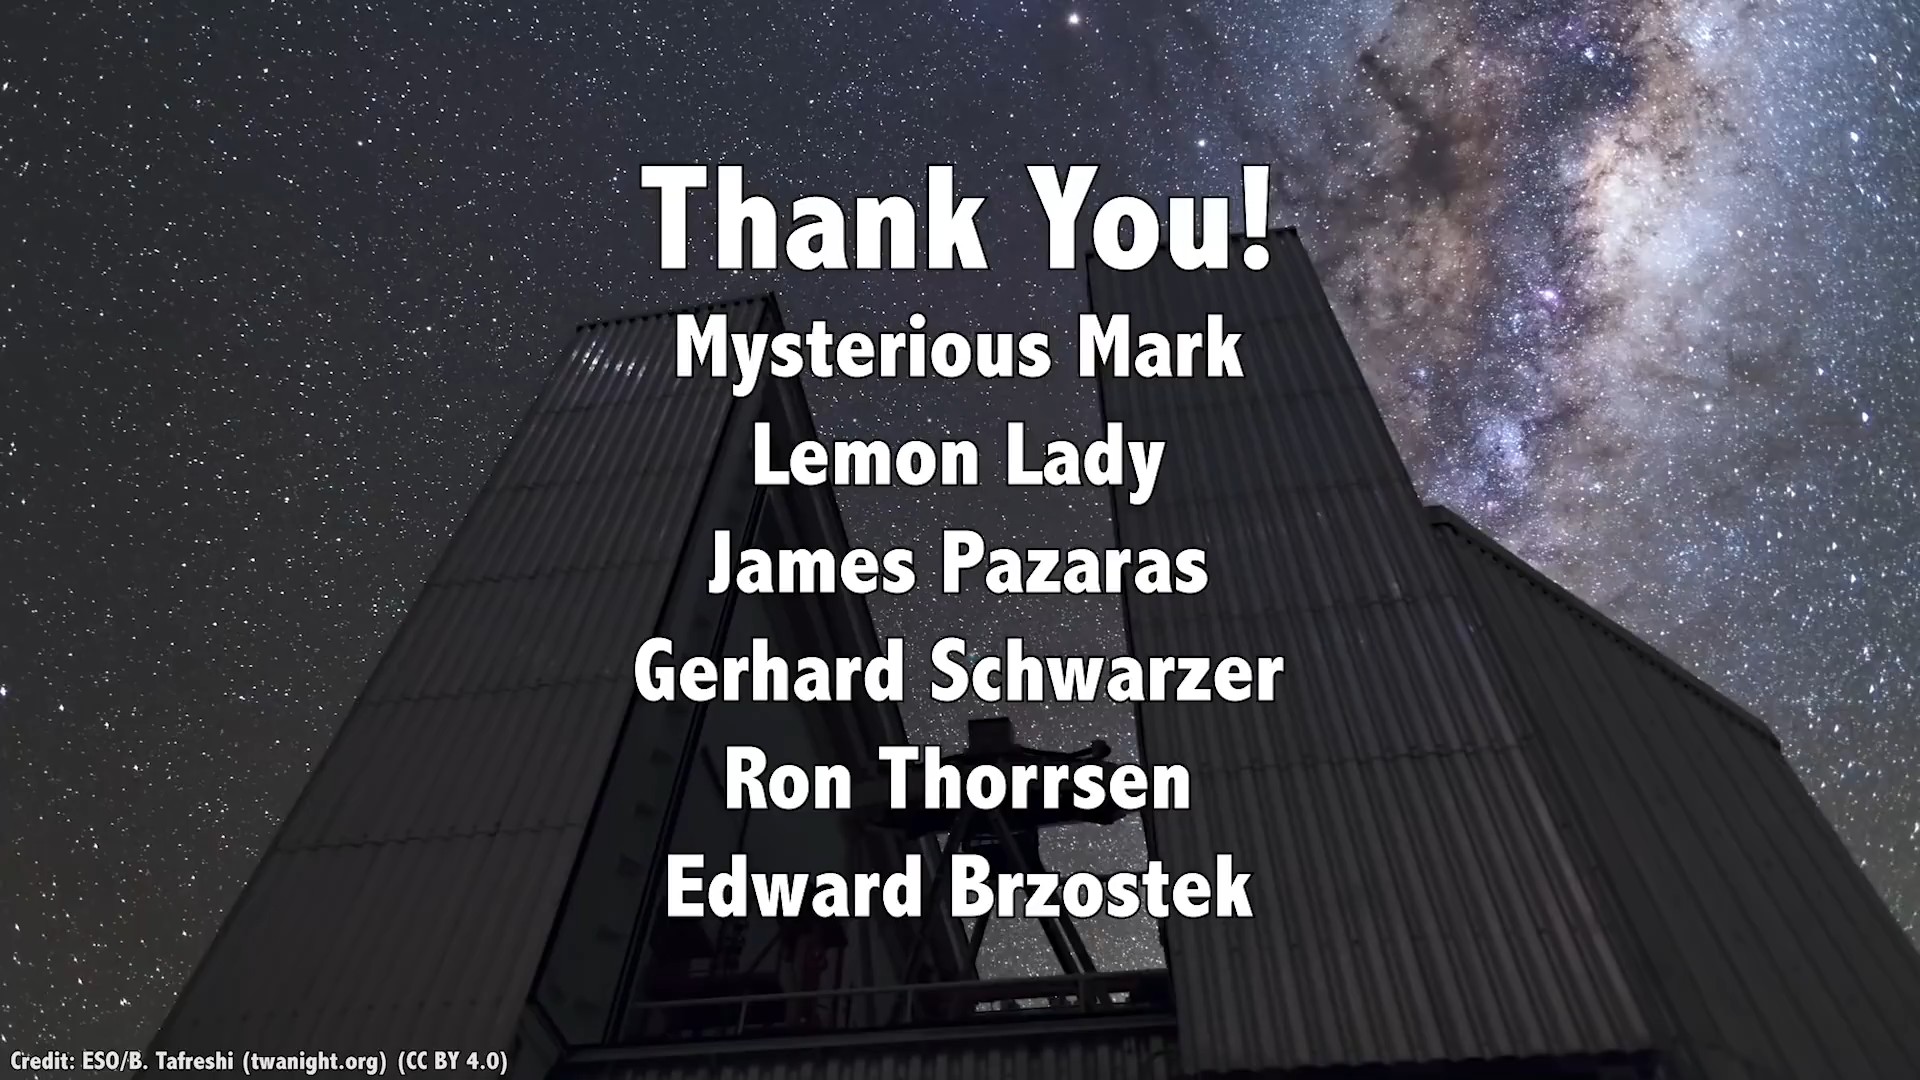 Thank You!
Mysterious Mark
Lemon Lady
James Pazaras
Gerhard Schwarzer
Ron Thorrsen
Edward Brzostek
Credit: ESO/B. Tafreshi (twanight.org) (CC BY 4.0)